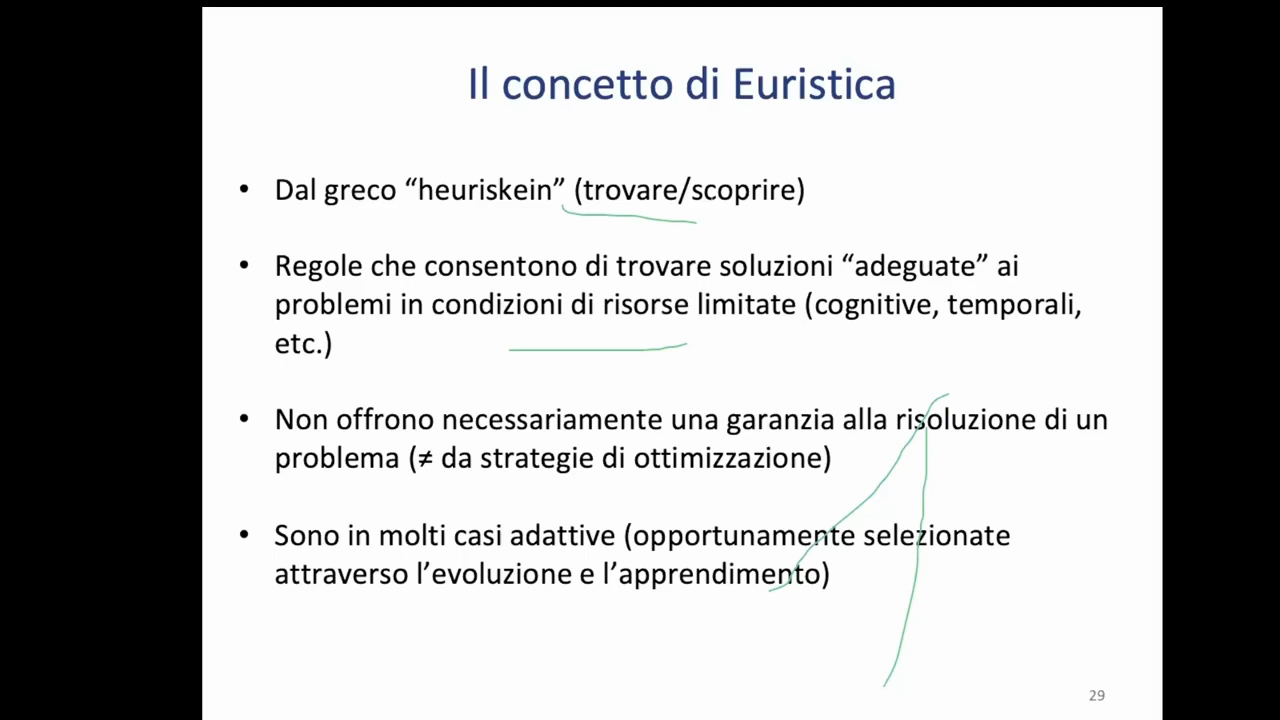 Il concetto di Euristica
• Dal greco “heuriskein” (trovare/scoprire)
• Regole che consentono di trovare soluzioni “adeguate” ai
problemi in condizioni di risorse limitate (cognitive, temporali,
etc.)
• Non offrono necessariamente una garanzia alla risoluzione di un
problema (≠ da strategie di ottimizzazione)
• Sono in molti casi adattive (opportunamente selezionate
attraverso l’evoluzione e l’apprendimento)
29